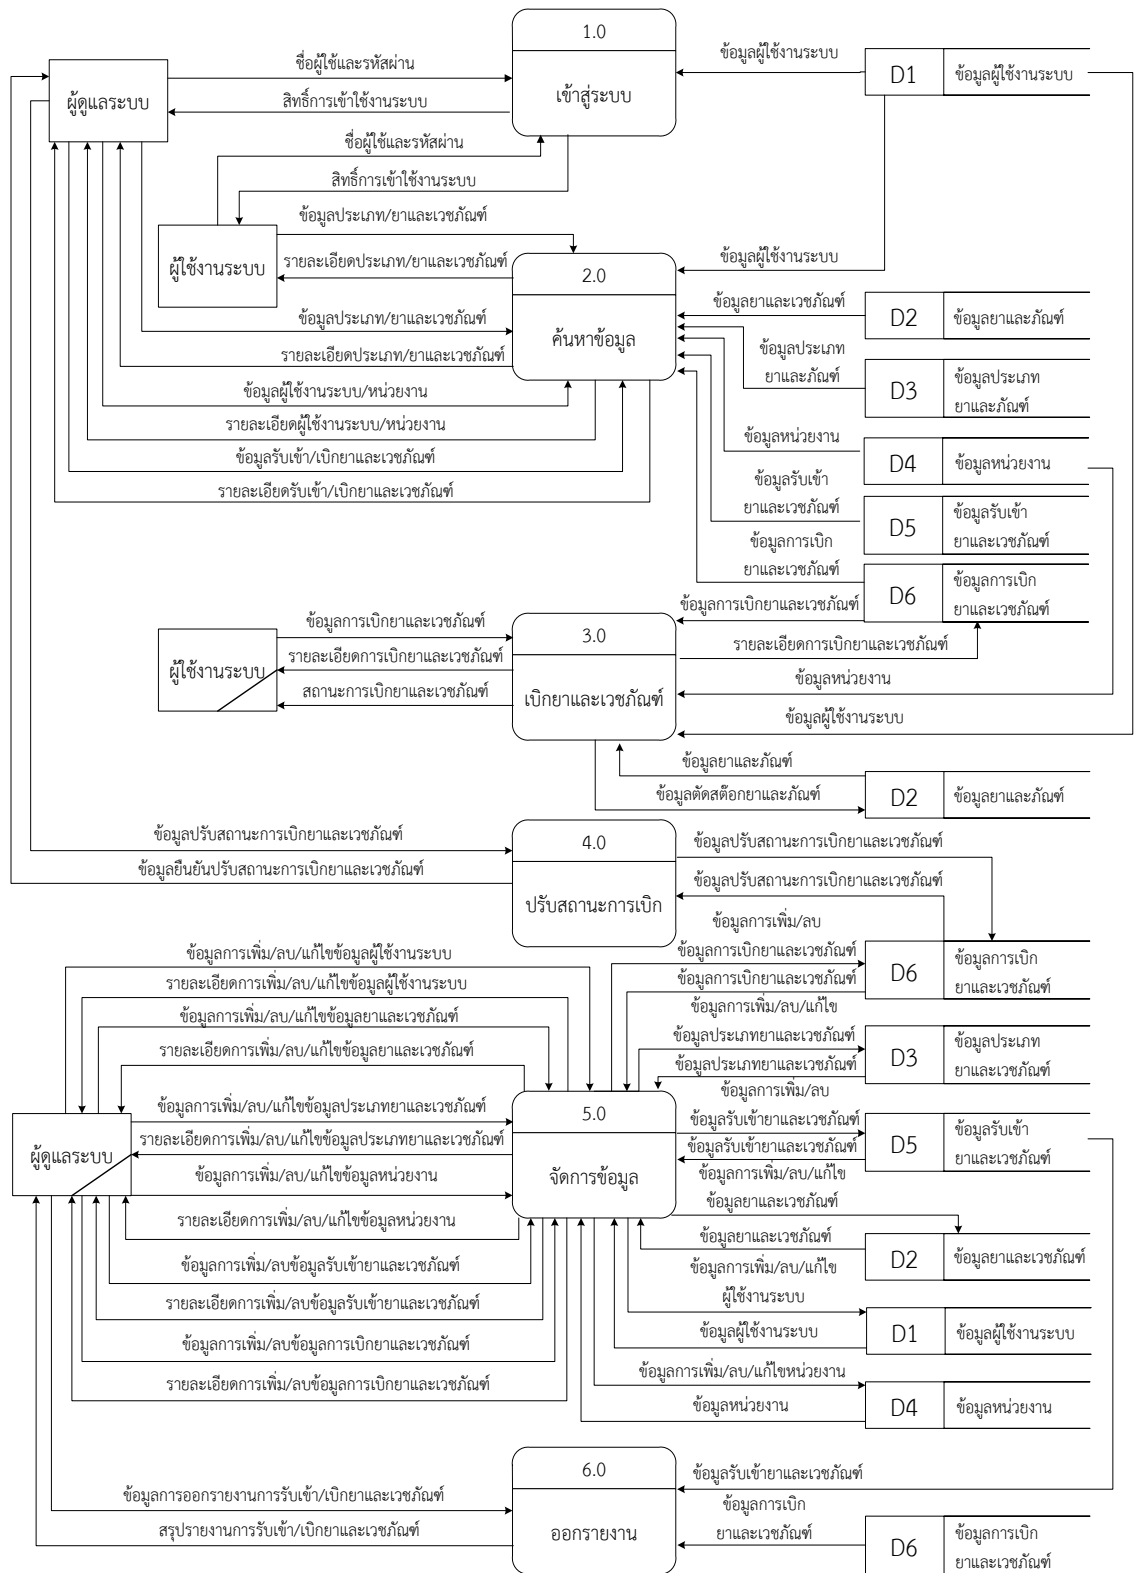 1.0
เข้าสู่ระบบ
ผู้ดูแลระบบ
ชื่อผู้ใช้และรหัสผ่าน
สิทธิ์การเข้าใช้งานระบบ
ข้อมูลผู้ใช้งานระบบ
D1
ข้อมูลผู้ใช้งานระบบ
ชื่อผู้ใช้และรหัสผ่าน
สิทธิ์การเข้าใช้งานระบบ
ผู้ใช้งานระบบ
ข้อมูลประเภท/ยาและเวชภัณฑ์
รายละเอียดประเภท/ยาและเวชภัณฑ์
2.0
ค้นหาข้อมูล
ข้อมูลผู้ใช้งานระบบ
ข้อมูลประเภท/ยาและเวชภัณฑ์
รายละเอียดประเภท/ยาและเวชภัณฑ์
ข้อมูลผู้ใช้งานระบบ/หน่วยงาน
รายละเอียดผู้ใช้งานระบบ/หน่วยงาน
ข้อมูลรับเข้า/เบิกยาและเวชภัณฑ์
รายละเอียดรับเข้า/เบิกยาและเวชภัณฑ์
ข้อมูลยาและเวชภัณฑ์
D2
ข้อมูลยาและภัณฑ์
ข้อมูลประเภท
ยาและภัณฑ์
D3
ข้อมูลประเภท
ยาและภัณฑ์
ข้อมูลหน่วยงาน
D4
ข้อมูลหน่วยงาน
ข้อมูลรับเข้า
ยาและเวชภัณฑ์
D5
ข้อมูลรับเข้า
ยาและเวชภัณฑ์
ข้อมูลการเบิก
ยาและเวชภัณฑ์
D6
ข้อมูลการเบิก
ยาและเวชภัณฑ์
ผู้ใช้งานระบบ
ข้อมูลการเบิกยาและเวชภัณฑ์
รายละเอียดการเบิกยาและเวชภัณฑ์
สถานะการเบิกยาและเวชภัณฑ์
3.0
เบิกยาและเวชภัณฑ์
ข้อมูลการเบิกยาและเวชภัณฑ์
รายละเอียดการเบิกยาและเวชภัณฑ์
ข้อมูลหน่วยงาน
ข้อมูลผู้ใช้งานระบบ
ข้อมูลยาและภัณฑ์
ข้อมูลตัดสต๊อกยาและภัณฑ์
D2
ข้อมูลยาและภัณฑ์
ข้อมูลปรับสถานะการเบิกยาและเวชภัณฑ์
ข้อมูลยืนยันปรับสถานะการเบิกยาและเวชภัณฑ์
4.0
ปรับสถานะการเบิก
ข้อมูลปรับสถานะการเบิกยาและเวชภัณฑ์
ข้อมูลปรับสถานะการเบิกยาและเวชภัณฑ์
ข้อมูลการเพิ่ม/ลบ
ข้อมูลการเบิกยาและเวชภัณฑ์
ข้อมูลการเบิกยาและเวชภัณฑ์
D6
ข้อมูลการเบิก
ยาและเวชภัณฑ์
ข้อมูลการเพิ่ม/ลบ/แก้ไข
ข้อมูลประเภทยาและเวชภัณฑ์
ข้อมูลประเภทยาและเวชภัณฑ์
D3
ข้อมูลประเภท
ยาและเวชภัณฑ์
ข้อมูลการเพิ่ม/ลบ/แก้ไขข้อมูลผู้ใช้งานระบบ
รายละเอียดการเพิ่ม/ลบ/แก้ไขข้อมูลผู้ใช้งานระบบ
ข้อมูลการเพิ่ม/ลบ/แก้ไขข้อมูลยาและเวชภัณฑ์
รายละเอียดการเพิ่ม/ลบ/แก้ไขข้อมูลยาและเวชภัณฑ์
ผู้ดูแลระบบ
ข้อมูลการเพิ่ม/ลบ/แก้ไขข้อมูลประเภทยาและเวชภัณฑ์
รายละเอียดการเพิ่ม/ลบ/แก้ไขข้อมูลประเภทยาและเวชภัณฑ์
ข้อมูลการเพิ่ม/ลบ/แก้ไขข้อมูลหน่วยงาน
รายละเอียดการเพิ่ม/ลบ/แก้ไขข้อมูลหน่วยงาน
ข้อมูลการเพิ่ม/ลบข้อมูลรับเข้ายาและเวชภัณฑ์
รายละเอียดการเพิ่ม/ลบข้อมูลรับเข้ายาและเวชภัณฑ์
ข้อมูลการเพิ่ม/ลบข้อมูลการเบิกยาและเวชภัณฑ์
รายละเอียดการเพิ่ม/ลบข้อมูลการเบิกยาและเวชภัณฑ์
5.0
จัดการข้อมูล
ข้อมูลการเพิ่ม/ลบ
ข้อมูลรับเข้ายาและเวชภัณฑ์
ข้อมูลรับเข้ายาและเวชภัณฑ์
D5
ข้อมูลรับเข้า
ยาและเวชภัณฑ์
ข้อมูลการเพิ่ม/ลบ/แก้ไข
ข้อมูลยาและเวชภัณฑ์
ข้อมูลยาและเวชภัณฑ์
D2
ข้อมูลยาและเวชภัณฑ์
ข้อมูลการเพิ่ม/ลบ/แก้ไข
ผู้ใช้งานระบบ
ข้อมูลผู้ใช้งานระบบ
D1
ข้อมูลผู้ใช้งานระบบ
ข้อมูลการเพิ่ม/ลบ/แก้ไขหน่วยงาน
ข้อมูลหน่วยงาน
D4
ข้อมูลหน่วยงาน
ข้อมูลการออกรายงานการรับเข้า/เบิกยาและเวชภัณฑ์
สรุปรายงานการรับเข้า/เบิกยาและเวชภัณฑ์
6.0
ออกรายงาน
ข้อมูลรับเข้ายาและเวชภัณฑ์
ข้อมูลการเบิก
ยาและเวชภัณฑ์
D6
ข้อมูลการเบิก
ยาและเวชภัณฑ์